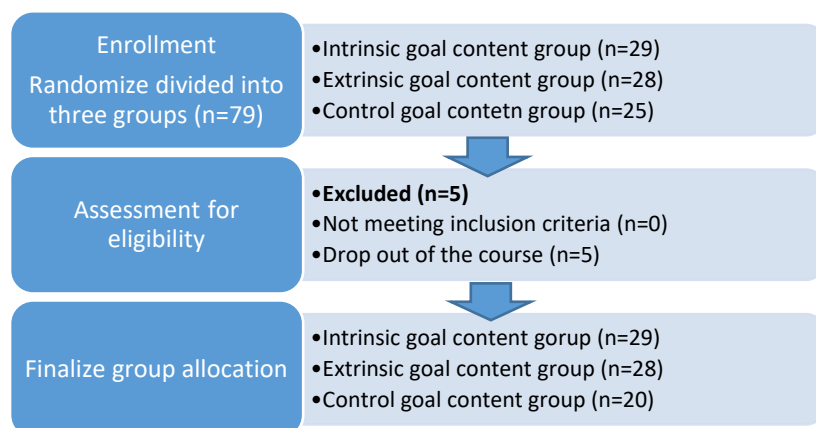 Enrollment
Randomize divided into
three groups (n=79)
•Intrinsic goal content group (n=29)
•Extrinsic goal content group (n=28)
•Control goal contetn group (n=25)
Assessment for
eligibility
•Excluded (n=5)
•Not meeting inclusion criteria (n=0)
•Drop out of the course (n=5)
Finalize group allocation
•Intrinsic goal content gorup (n=29)
•Extrinsic goal content group (n=28)
•Control goal content group (n=20)